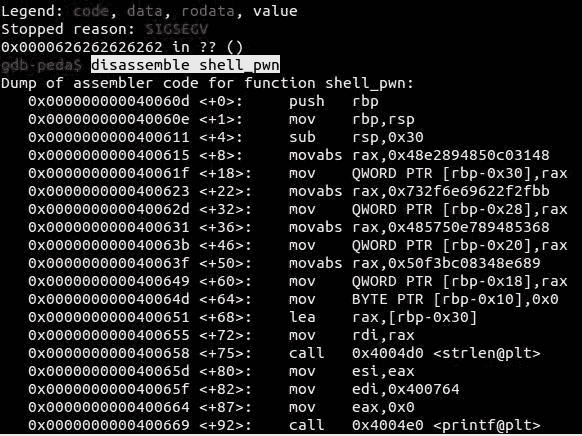 Legend: code, data, rodata, value
Stopped reason: SIGSEGV
0x0000626262626262 in ?? ()
gdb-peda$ disassemble shell_pwn
Dump of assembler code for function shell_pwn:
0x000000000040060d <+0>: push rbp
0x000000000040060e <+1>: mov rbp,rsp
0x0000000000400611 <+4>: sub rsp,0x30
0x0000000000400615 <+8>: movabs rax,0x48e2894850c03148
0x000000000040061f <+18>: mov QWORD PTR [rbp-0x30],rax
0x0000000000400623 <+22>: movabs rax,0x732f6e69622f2fbb
0x000000000040062d <+32>: mov QWORD PTR [rbp-0x28],rax
0x0000000000400631 <+36>: movabs rax,0x485750e789485368
0x000000000040063b <+46>: mov QWORD PTR [rbp-0x20],rax
0x000000000040063f <+50>: movabs rax,0x50f3bc08348e689
0x0000000000400649 <+60>: mov QWORD PTR [rbp-0x18],rax
0x000000000040064d <+64>: mov BYTE PTR [rbp-0x10],0x0
0x0000000000400651 <+68>: lea rax,[rbp-0x30]
0x0000000000400655 <+72>: mov rdi,rax
0x0000000000400658 <+75>: call 0x4004d0 <strlen@plt>
0x000000000040065d <+80>: mov esi,eax
0x000000000040065f <+82>: mov edi,0x400764
0x0000000000400664 <+87>: mov eax,0x0
0x0000000000400669 <+92>: call 0x4004e0 <printf@plt>